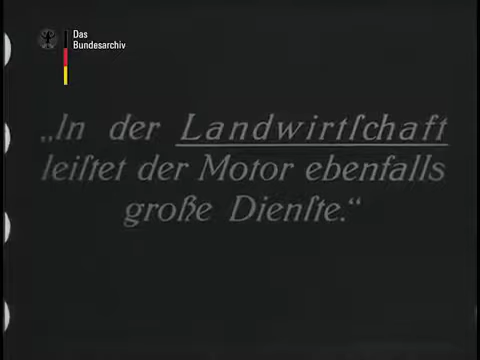 Das
Bundesarchiv
„In der Landwirtſchaft
leiſtet der Motor ebenfalls
große Dienſte.“